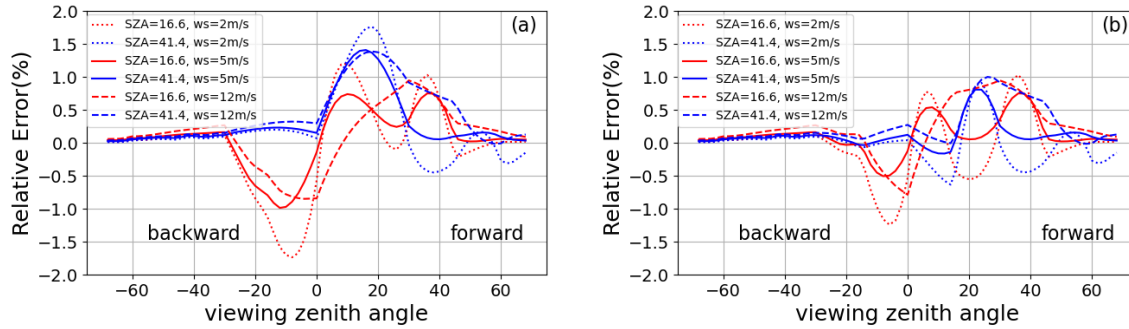 (a)
SZA=16.6, ws=2m/s
SZA=41.4, ws=2m/s
SZA=16.6, ws=5m/s
SZA=41.4, ws=5m/s
SZA=16.6, ws=12m/s
SZA=41.4, ws=12m/s
Relative Error(%)
2.0
1.5
1.0
0.5
0.0
−0.5
−1.0
−1.5
−2.0
backward
forward
−60
−40
−20
0
20
40
60
viewing zenith angle
(b)
SZA=16.6, ws=2m/s
SZA=41.4, ws=2m/s
SZA=16.6, ws=5m/s
SZA=41.4, ws=5m/s
SZA=16.6, ws=12m/s
SZA=41.4, ws=12m/s
Relative Error(%)
2.0
1.5
1.0
0.5
0.0
−0.5
−1.0
−1.5
−2.0
backward
forward
−60
−40
−20
0
20
40
60
viewing zenith angle